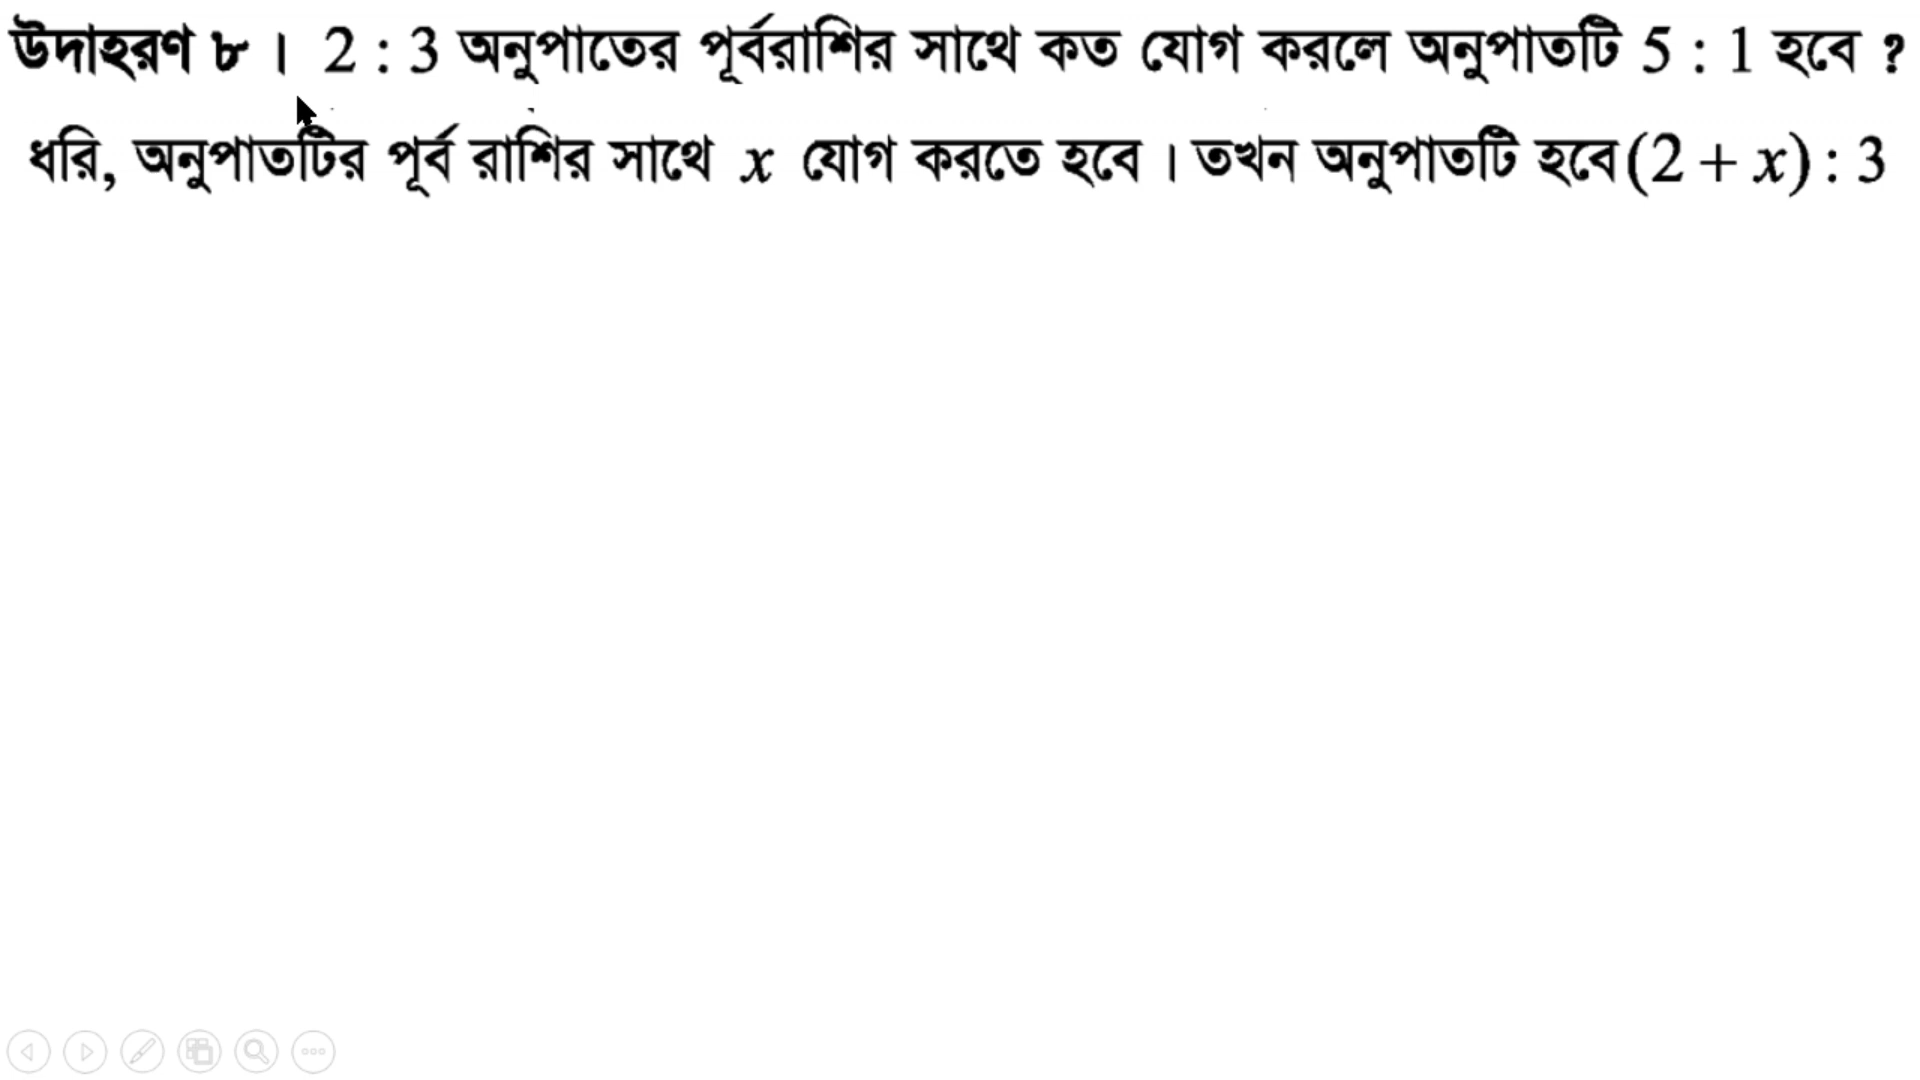 উদাহরণ ৮ । 2 : 3 অনুপাতের পূর্বরাশির সাথে কত যোগ করলে অনুপাতটি 5 : 1 হবে ?
ধরি, অনুপাতটির পূর্ব রাশির সাথে x যোগ করতে হবে । তখন অনুপাতটি হবে (2 + x) : 3